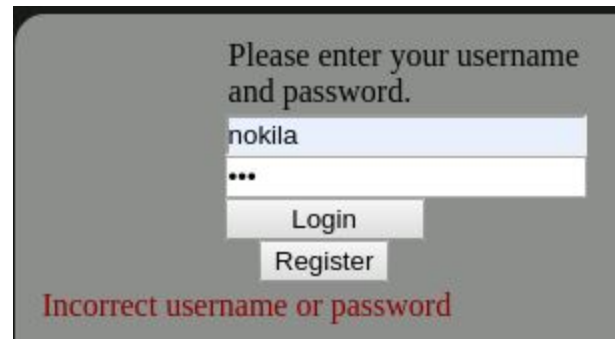 Please enter your username
and password.
nokila
•••
Login
Register
Incorrect username or password